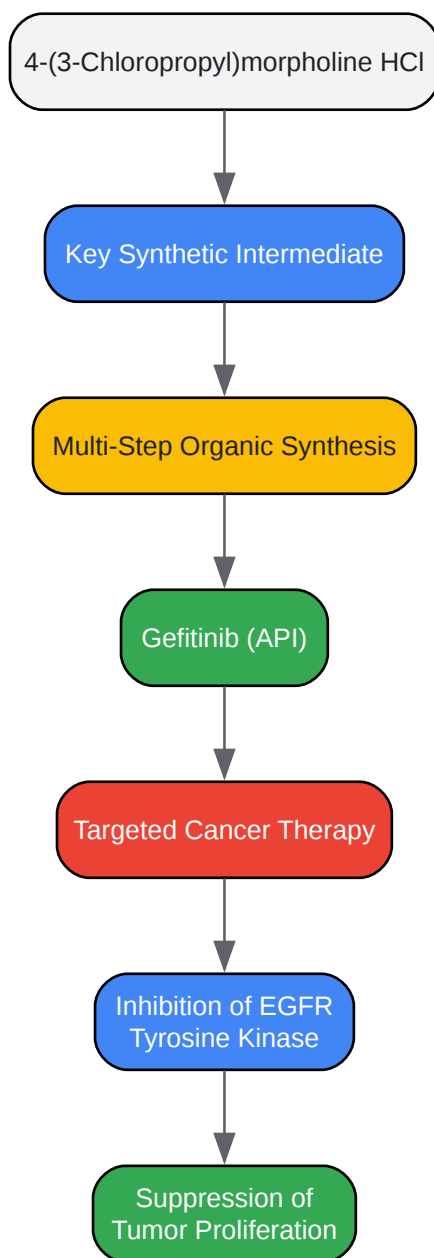 4-(3-Chloropropyl)morpholine HCl
Key Synthetic Intermediate
Multi-Step Organic Synthesis
Gefitinib (API)
Targeted Cancer Therapy
Inhibition of EGFR
Tyrosine Kinase
Suppression of
Tumor Proliferation